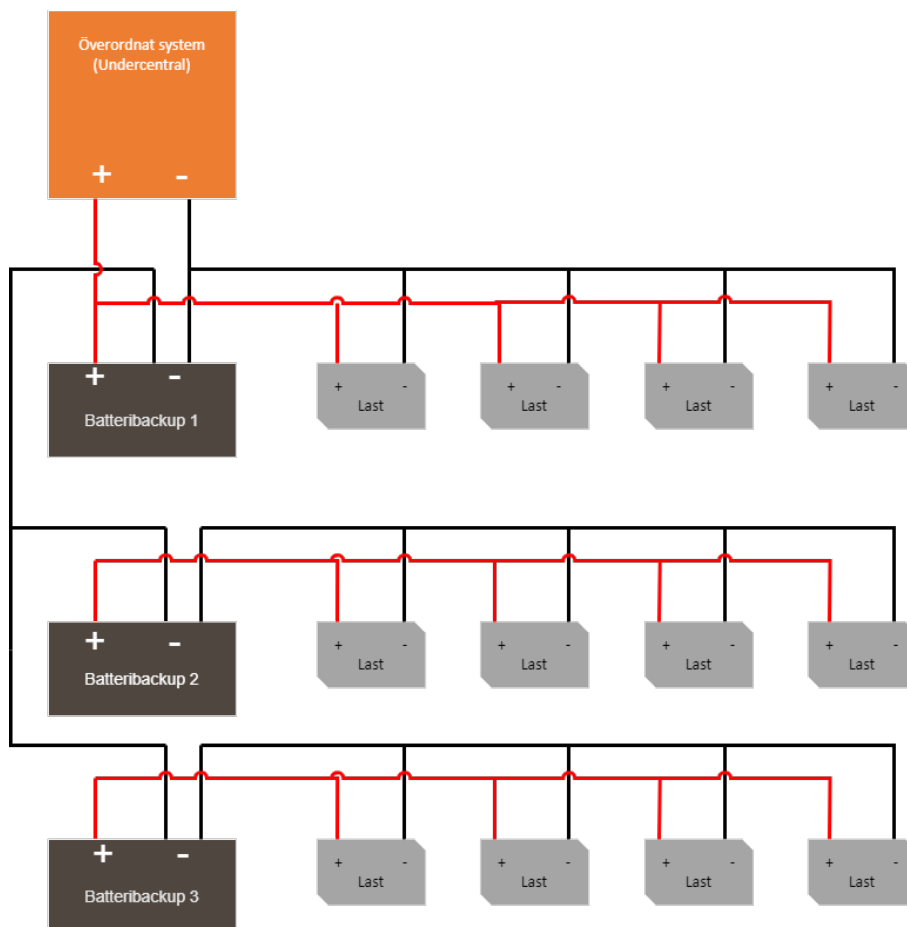 Överordnat system
(Undercentral)
+ -
+ -
Batteribackup 1
+ -
Last
+ -
Last
+ -
Last
+ -
Last
+ -
Batteribackup 2
+ -
Last
+ -
Last
+ -
Last
+ -
Last
+ -
Batteribackup 3
+ -
Last
+ -
Last
+ -
Last
+ -
Last